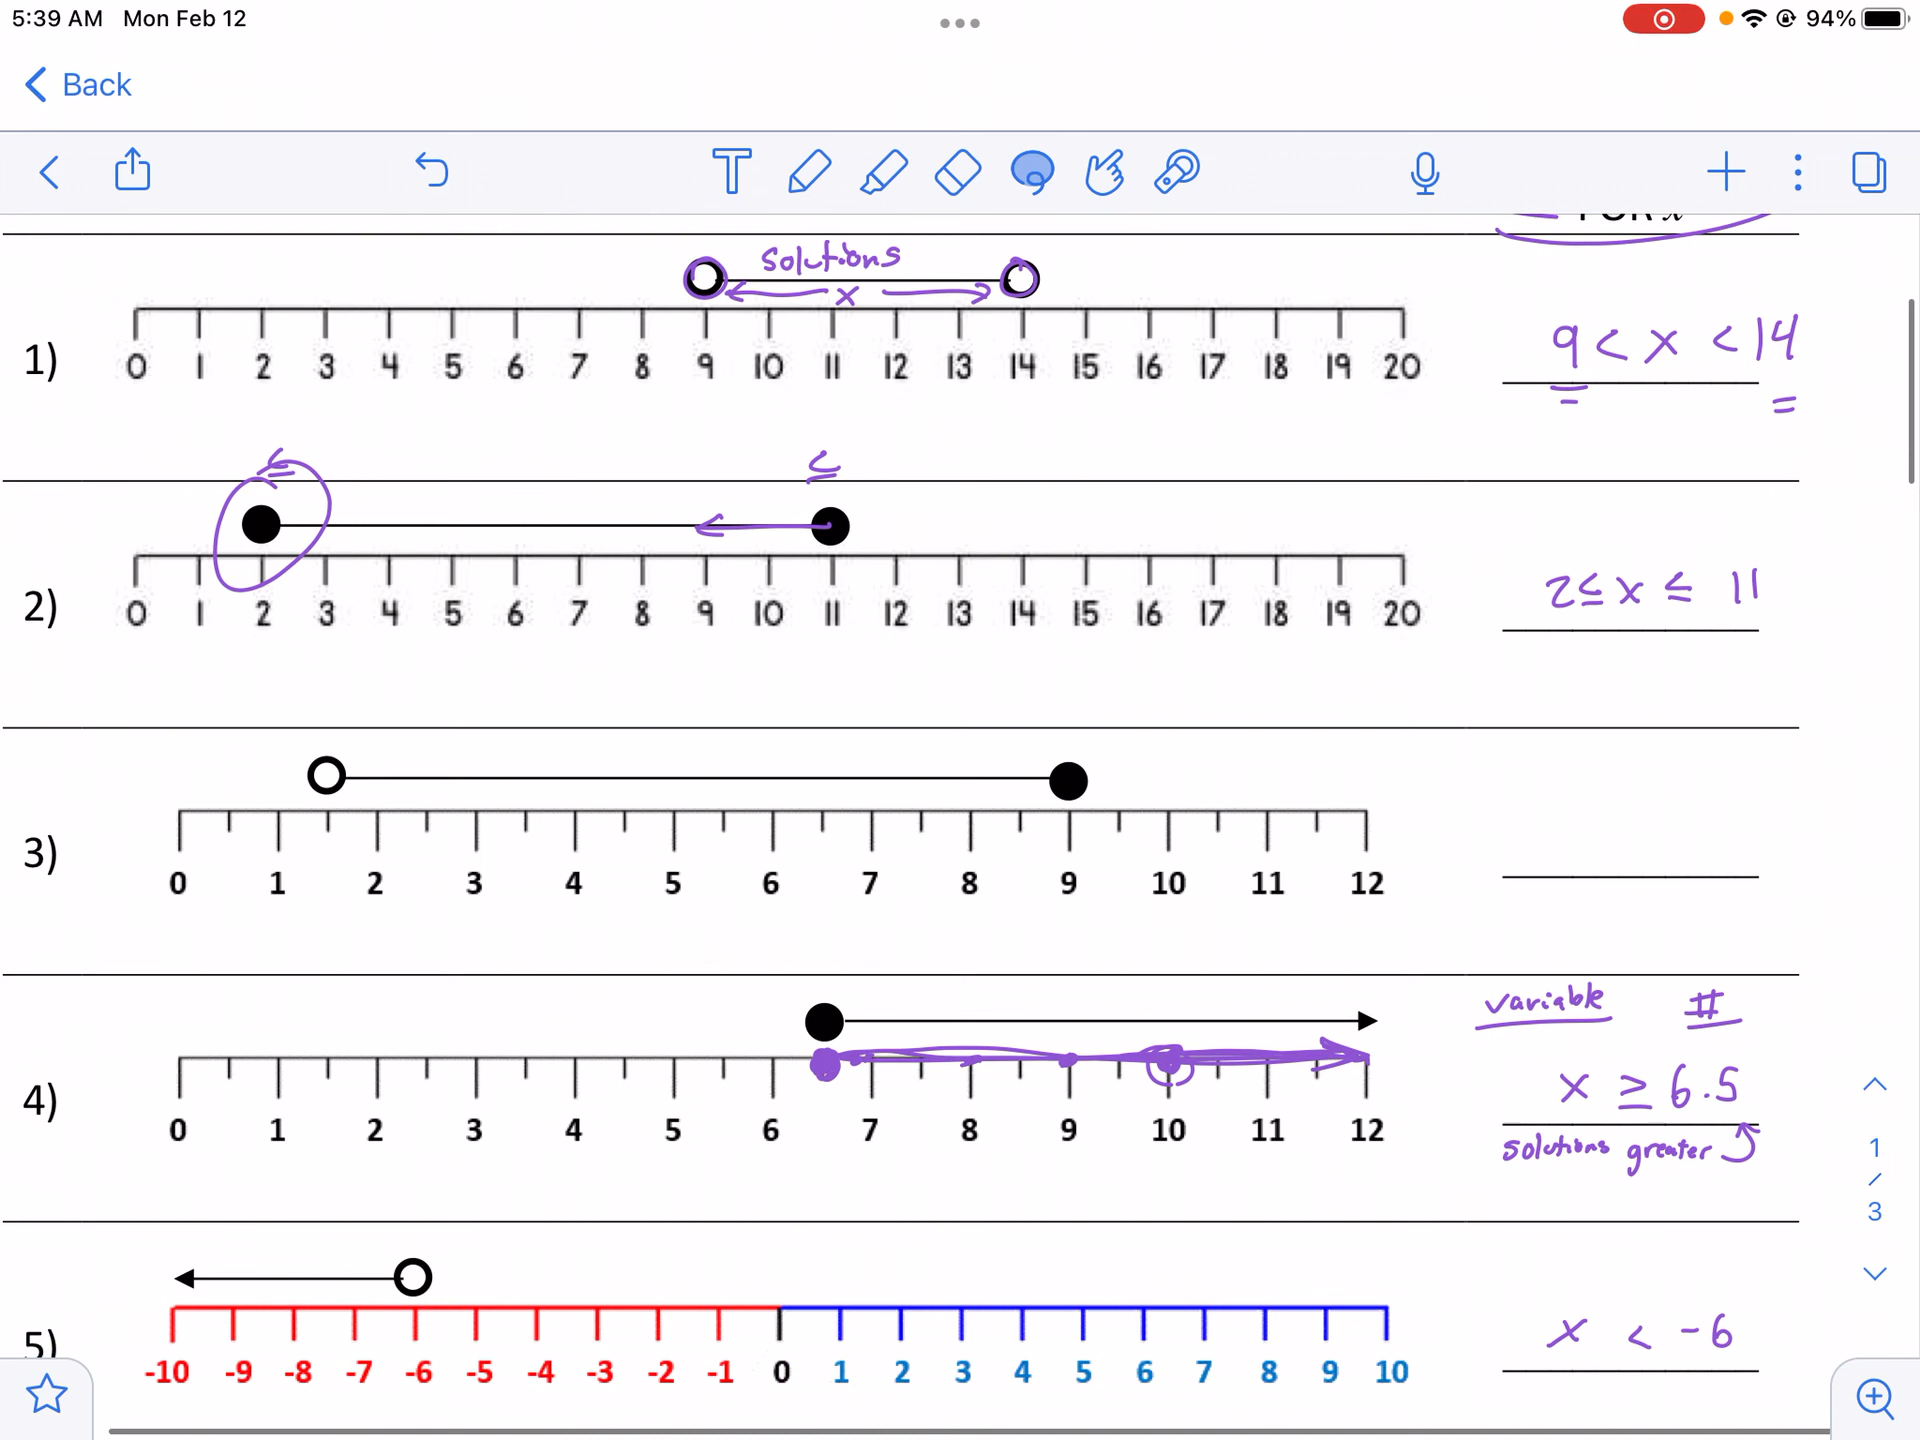 5:39 AM Mon Feb 12
94%
Back
FOR x
Solutions
x
1)
0 1 2 3 4 5 6 7 8 9 10 11 12 13 14 15 16 17 18 19 20
9 < x < 14
=
=
≤
≤
2)
0 1 2 3 4 5 6 7 8 9 10 11 12 13 14 15 16 17 18 19 20
2 ≤ x ≤ 11
3)
0 1 2 3 4 5 6 7 8 9 10 11 12
variable #
4)
0 1 2 3 4 5 6 7 8 9 10 11 12
x ≥ 6.5
solutions greater
1
/
3
5)
-10 -9 -8 -7 -6 -5 -4 -3 -2 -1 0 1 2 3 4 5 6 7 8 9 10
x < -6